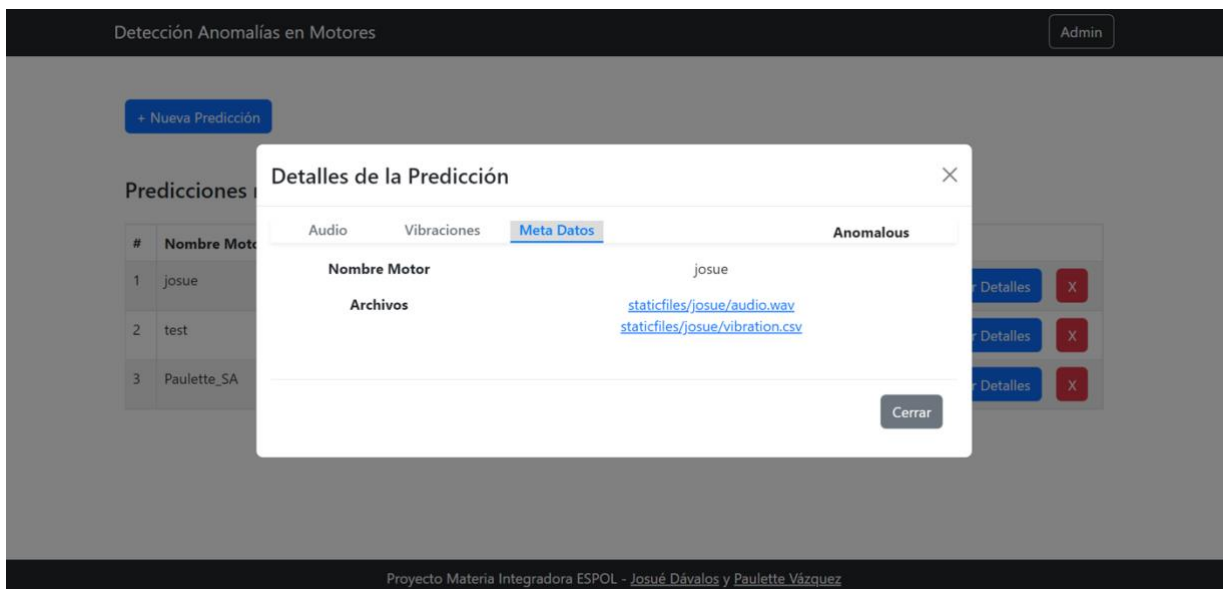 Detección Anomalías en Motores Admin
+ Nueva Predicción
Detalles de la Predicción
Predicciones
Audio Vibraciones Meta Datos Anomalous
# Nombre
Nombre Motor josue
1 josue Detalles X
Archivos staticfiles/josue/audio.wav
staticfiles/josue/vibration.csv
2 test Detalles X
3 Paulette_SA Detalles X
Cerrar
Proyecto Materia Integradora ESPOL - Josué Dávalos y Paulette Vázquez